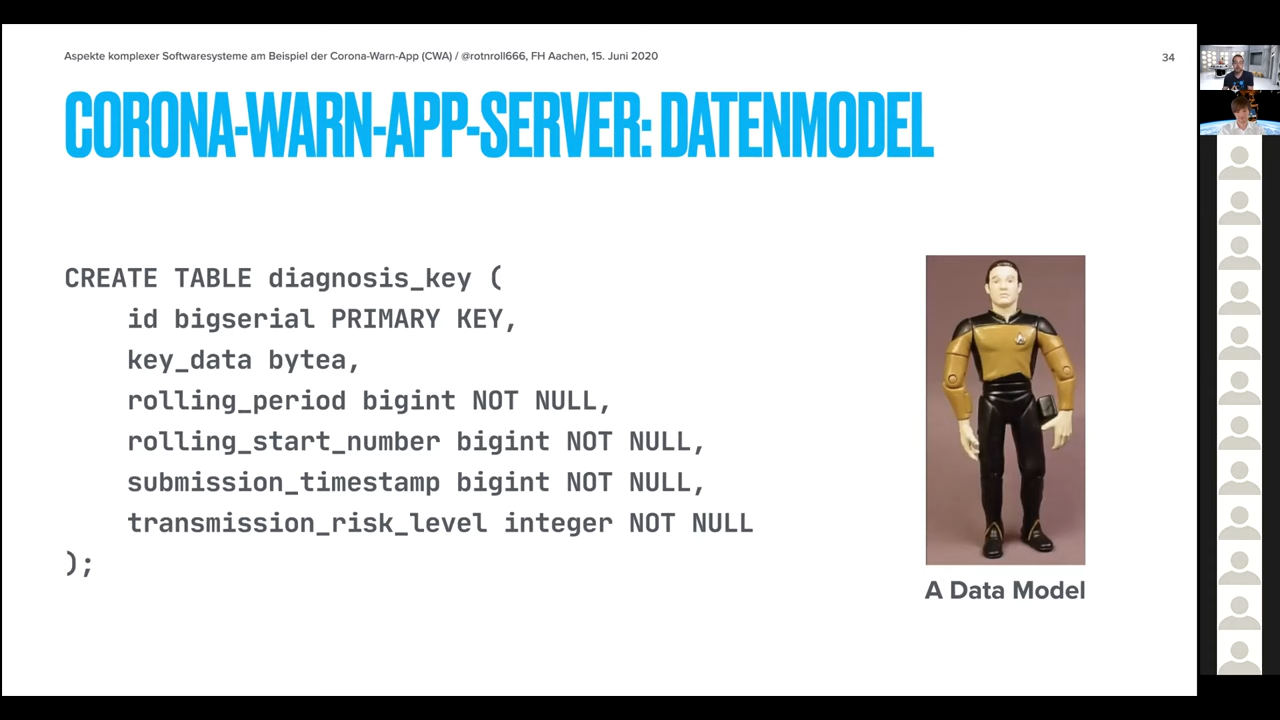 Aspekte komplexer Softwaresysteme am Beispiel der Corona-Warn-App (CWA) / @rotnroll666, FH Aachen, 15. Juni 2020
34
CORONA-WARN-APP-SERVER: DATENMODEL
CREATE TABLE diagnosis_key (
    id bigserial PRIMARY KEY,
    key_data bytea,
    rolling_period bigint NOT NULL,
    rolling_start_number bigint NOT NULL,
    submission_timestamp bigint NOT NULL,
    transmission_risk_level integer NOT NULL
);
A Data Model